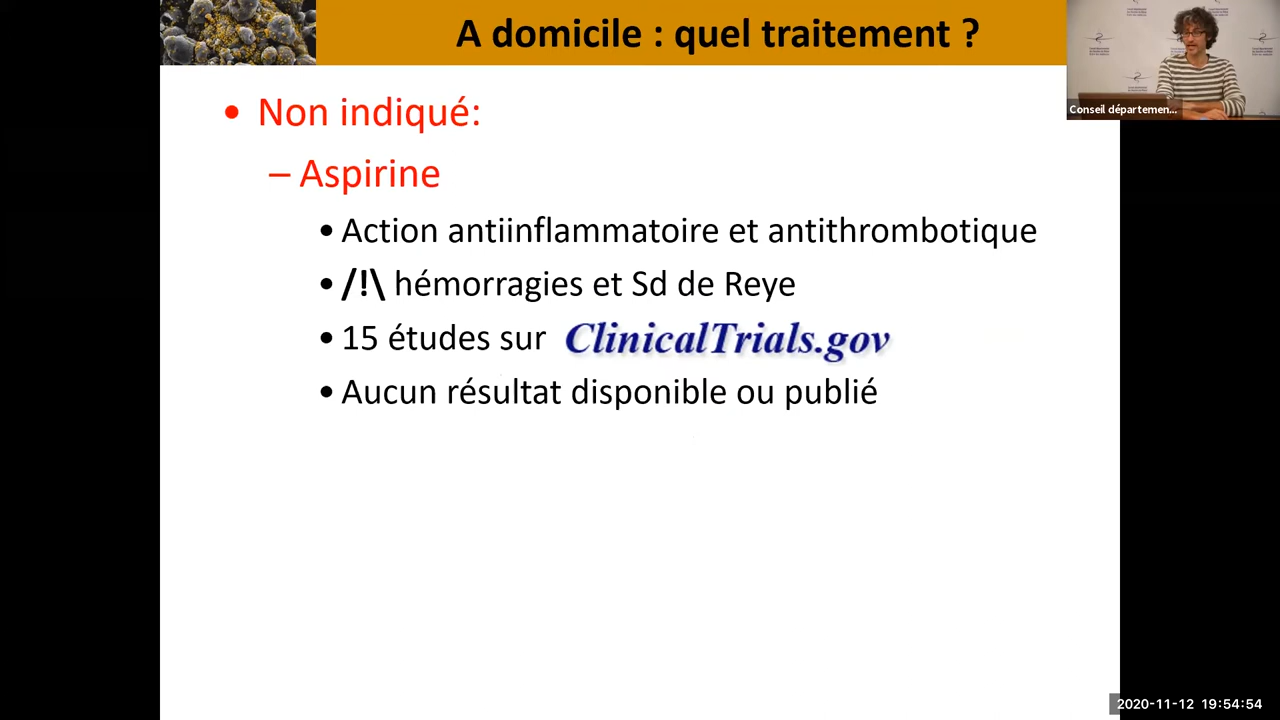 A domicile : quel traitement ?
Conseil départemen...
• Non indiqué:
– Aspirine
• Action antiinflammatoire et antithrombotique
• /!\ hémorragies et Sd de Reye
• 15 études sur ClinicalTrials.gov
• Aucun résultat disponible ou publié
2020-11-12 19:54:54